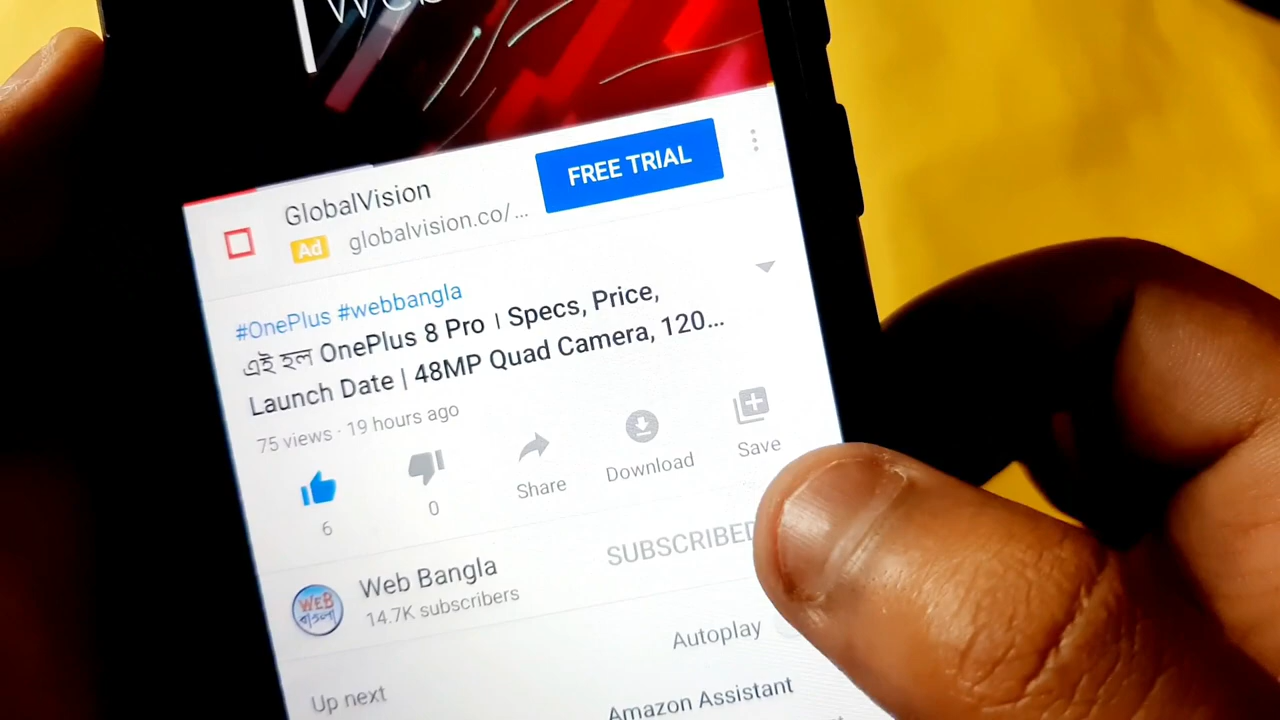 Web
GlobalVision
FREE TRIAL
Ad globalvision.co/...
#OnePlus #webbangla
এই হল OnePlus 8 Pro । Specs, Price,
Launch Date | 48MP Quad Camera, 120...
75 views · 19 hours ago
6
0
Share
Download
Save
Web Bangla
14.7K subscribers
SUBSCRIBED
WEB
বাংলা
Autoplay
Up next
Amazon Assistant